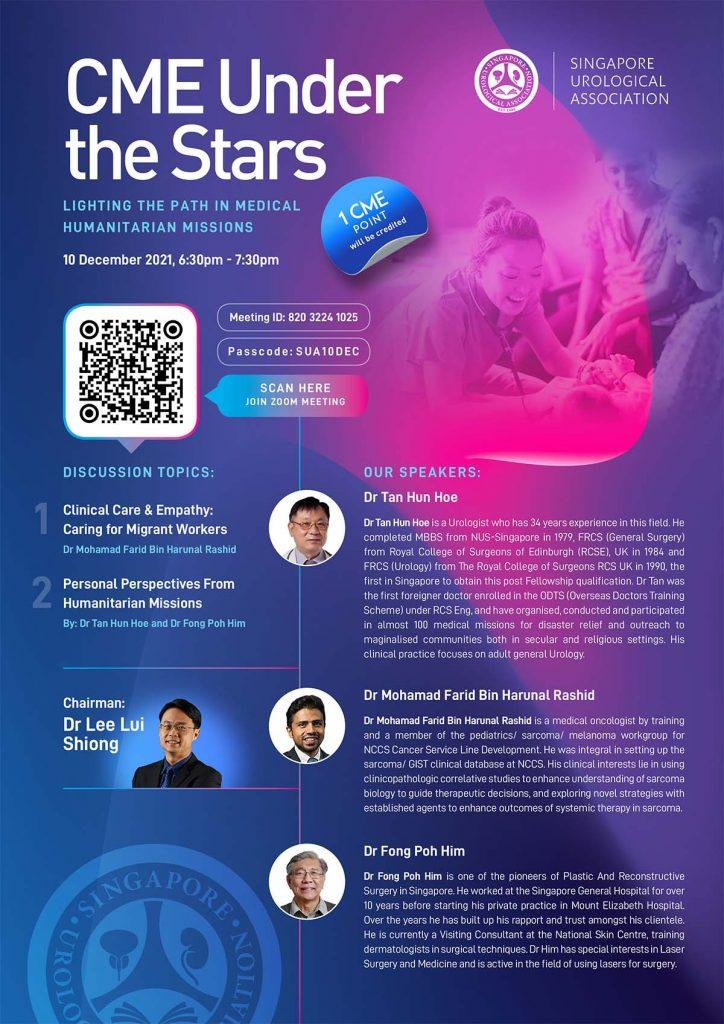 CME Under
the Stars
LIGHTING THE PATH IN MEDICAL
HUMANITARIAN MISSIONS
10 December 2021, 6:30pm - 7:30pm
1 CME
POINT
will be credited
SINGAPORE
UROLOGICAL ASSOCIATION
SINGAPORE
UROLOGICAL
ASSOCIATION
Meeting ID: 820 3224 1025
Passcode: SUA10DEC
SCAN HERE
JOIN ZOOM MEETING
DISCUSSION TOPICS:
1
Clinical Care & Empathy:
Caring for Migrant Workers
Dr Mohamad Farid Bin Harunal Rashid
2
Personal Perspectives From
Humanitarian Missions
By: Dr Tan Hun Hoe and Dr Fong Poh Him
Chairman:
Dr Lee Lui
Shiong
OUR SPEAKERS:
Dr Tan Hun Hoe
Dr Tan Hun Hoe is a Urologist who has 34 years experience in this field. He
completed MBBS from NUS-Singapore in 1979, FRCS (General Surgery)
from Royal College of Surgeons of Edinburgh (RCSE), UK in 1984 and
FRCS (Urology) from The Royal College of Surgeons RCS UK in 1990, the
first in Singapore to obtain this post Fellowship qualification. Dr Tan was
the first foreigner doctor enrolled in the ODTS (Overseas Doctors Training
Scheme) under RCS Eng, and have organised, conducted and participated
in almost 100 medical missions for disaster relief and outreach to
maginalised communities both in secular and religious settings. His
clinical practice focuses on adult general Urology.
Dr Mohamad Farid Bin Harunal Rashid
Dr Mohamad Farid Bin Harunal Rashid is a medical oncologist by training
and a member of the pediatrics/ sarcoma/ melanoma workgroup for
NCCS Cancer Service Line Development. He was integral in setting up the
sarcoma/ GIST clinical database at NCCS. His clinical interests lie in using
clinicopathologic correlative studies to enhance understanding of sarcoma
biology to guide therapeutic decisions, and exploring novel strategies with
established agents to enhance outcomes of systemic therapy in sarcoma.
Dr Fong Poh Him
Dr Fong Poh Him is one of the pioneers of Plastic And Reconstructive
Surgery in Singapore. He worked at the Singapore General Hospital for over
10 years before starting his private practice in Mount Elizabeth Hospital.
Over the years he has built up his rapport and trust amongst his clientele.
He is currently a Visiting Consultant at the National Skin Centre, training
dermatologists in surgical techniques. Dr Him has special interests in Laser
Surgery and Medicine and is active in the field of using lasers for surgery.
SINGAPORE